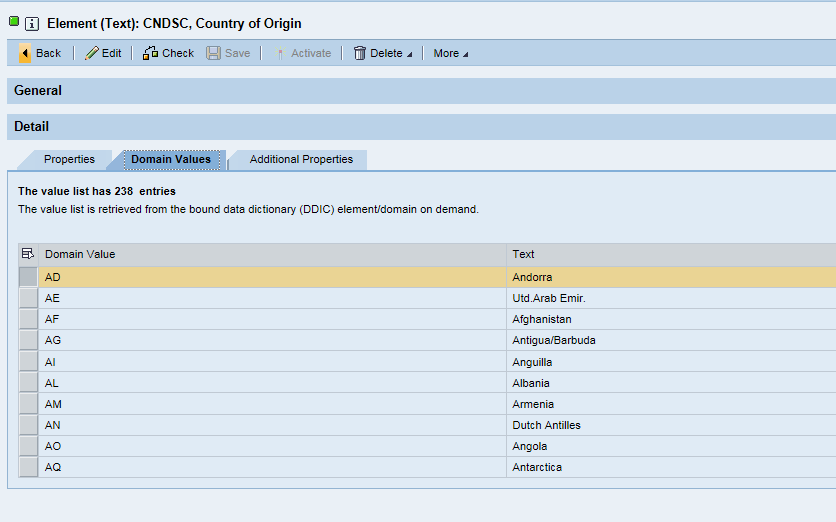 Element (Text): CNDSC, Country of Origin
Back Edit Check Save Activate Delete More
General
Detail
Properties Domain Values Additional Properties
The value list has 238 entries
The value list is retrieved from the bound data dictionary (DDIC) element/domain on demand.
Domain Value Text
AD Andorra
AE Utd.Arab Emir.
AF Afghanistan
AG Antigua/Barbuda
AI Anguilla
AL Albania
AM Armenia
AN Dutch Antilles
AO Angola
AQ Antarctica